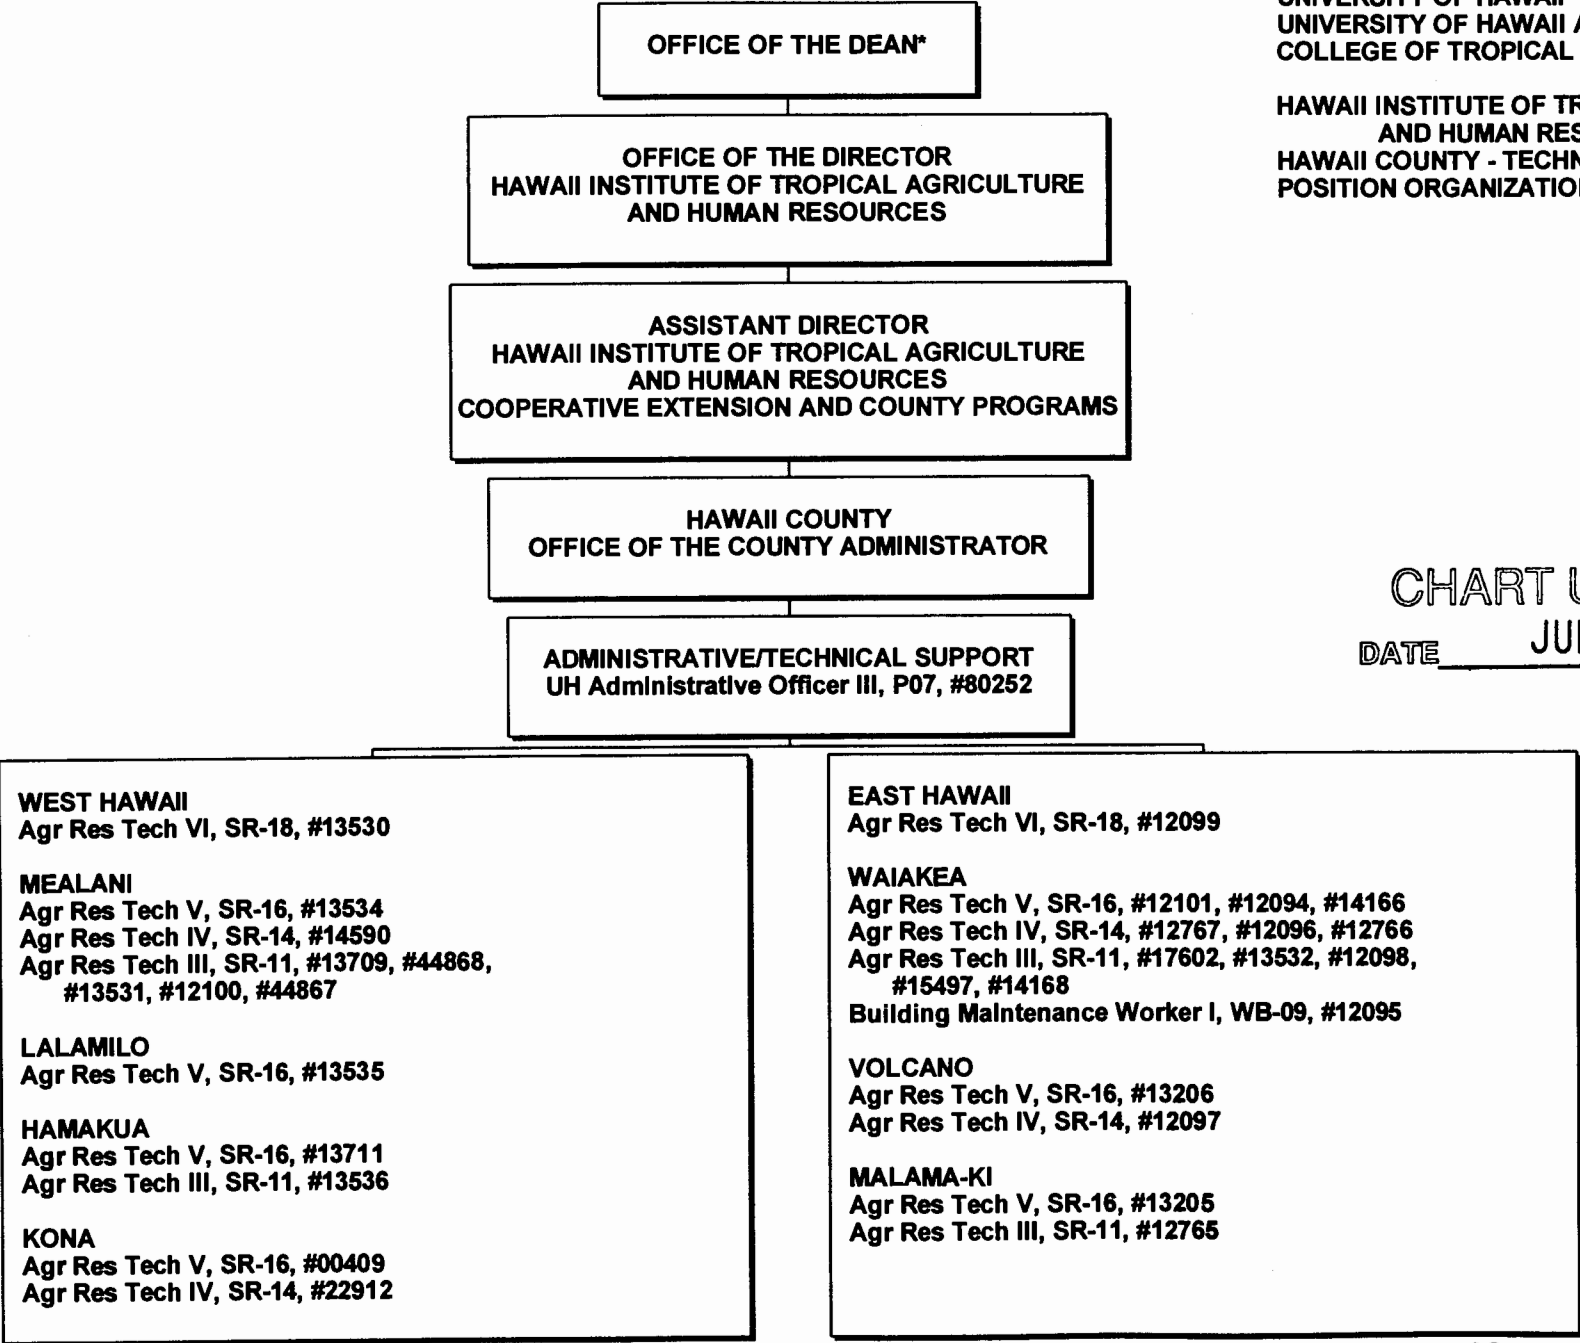 OFFICE OF THE DEAN*
UNIVERSITY OF HAWAII
UNIVERSITY OF HAWAII
COLLEGE OF TROPICAL
HAWAII INSTITUTE OF
AND HUMAN
HAWAII COUNTY -
POSITION
OFFICE OF THE DIRECTOR
HAWAII INSTITUTE OF TROPICAL AGRICULTURE
AND HUMAN RESOURCES
ASSISTANT DIRECTOR
HAWAII INSTITUTE OF TROPICAL AGRICULTURE
AND HUMAN RESOURCES
COOPERATIVE EXTENSION AND COUNTY PROGRAMS
HAWAII COUNTY
OFFICE OF THE COUNTY ADMINISTRATOR
CHART
DATE
ADMINISTRATIVE/TECHNICAL SUPPORT
UH Administrative Officer III, P07, #80252
WEST HAWAII
Agr Res Tech VI, SR-18, #13530
MEALANI
Agr Res Tech V, SR-16, #13534
Agr Res Tech IV, SR-14, #14590
Agr Res Tech III, SR-11, #13709, #44868,
#13531, #12100, #44867
LALAMILO
Agr Res Tech V, SR-16, #13535
HAMAKUA
Agr Res Tech V, SR-16, #13711
Agr Res Tech III, SR-11, #13536
KONA
Agr Res Tech V, SR-16, #00409
Agr Res Tech IV, SR-14, #22912
EAST HAWAII
Agr Res Tech VI, SR-18, #12099
WAIAKEA
Agr Res Tech V, SR-16, #12101, #12094, #14166
Agr Res Tech IV, SR-14, #12767, #12096, #12766
Agr Res Tech III, SR-11, #17602, #13532, #12098,
#15497, #14168
Building Maintenance Worker I, WB-09, #12095
VOLCANO
Agr Res Tech V, SR-16, #13206
Agr Res Tech IV, SR-14, #12097
MALAMA-KI
Agr Res Tech V, SR-16, #13205
Agr Res Tech III, SR-11, #12765